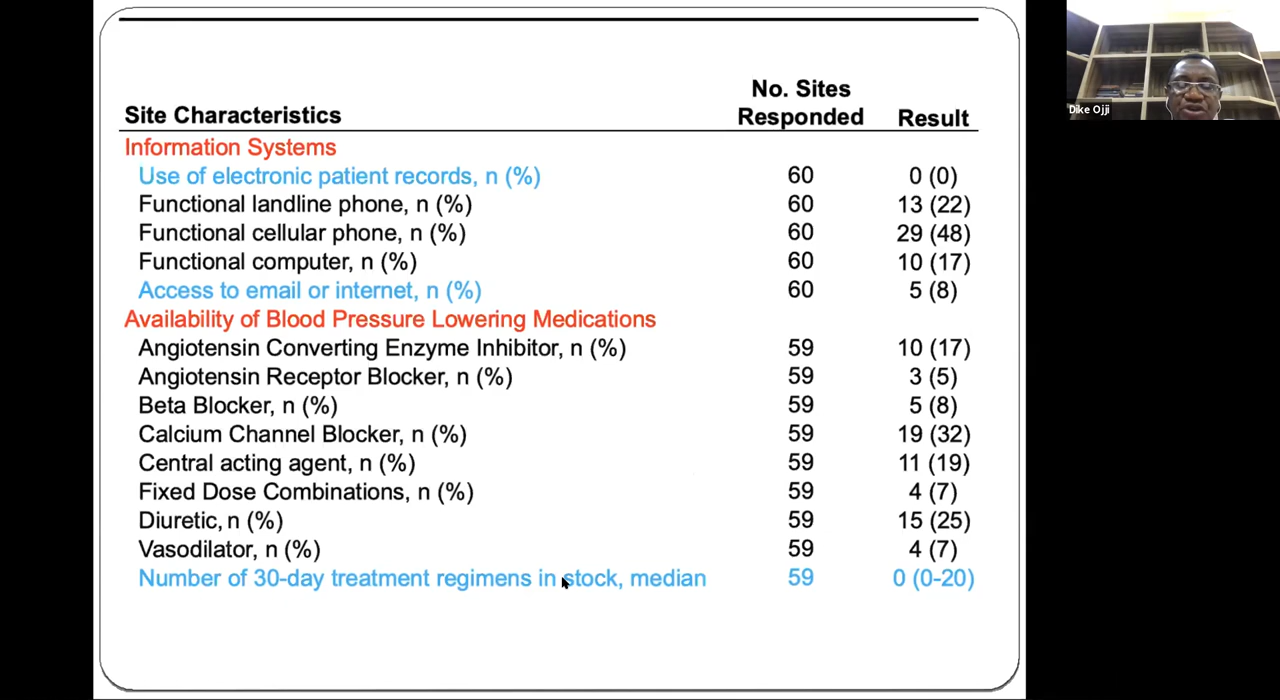 No. Sites
Site Characteristics Responded Result
Information Systems
Use of electronic patient records, n (%) 60 0 (0)
Functional landline phone, n (%) 60 13 (22)
Functional cellular phone, n (%) 60 29 (48)
Functional computer, n (%) 60 10 (17)
Access to email or internet, n (%) 60 5 (8)
Availability of Blood Pressure Lowering Medications
Angiotensin Converting Enzyme Inhibitor, n (%) 59 10 (17)
Angiotensin Receptor Blocker, n (%) 59 3 (5)
Beta Blocker, n (%) 59 5 (8)
Calcium Channel Blocker, n (%) 59 19 (32)
Central acting agent, n (%) 59 11 (19)
Fixed Dose Combinations, n (%) 59 4 (7)
Diuretic, n (%) 59 15 (25)
Vasodilator, n (%) 59 4 (7)
Number of 30-day treatment regimens in stock, median 59 0 (0-20)
Dike Ojji